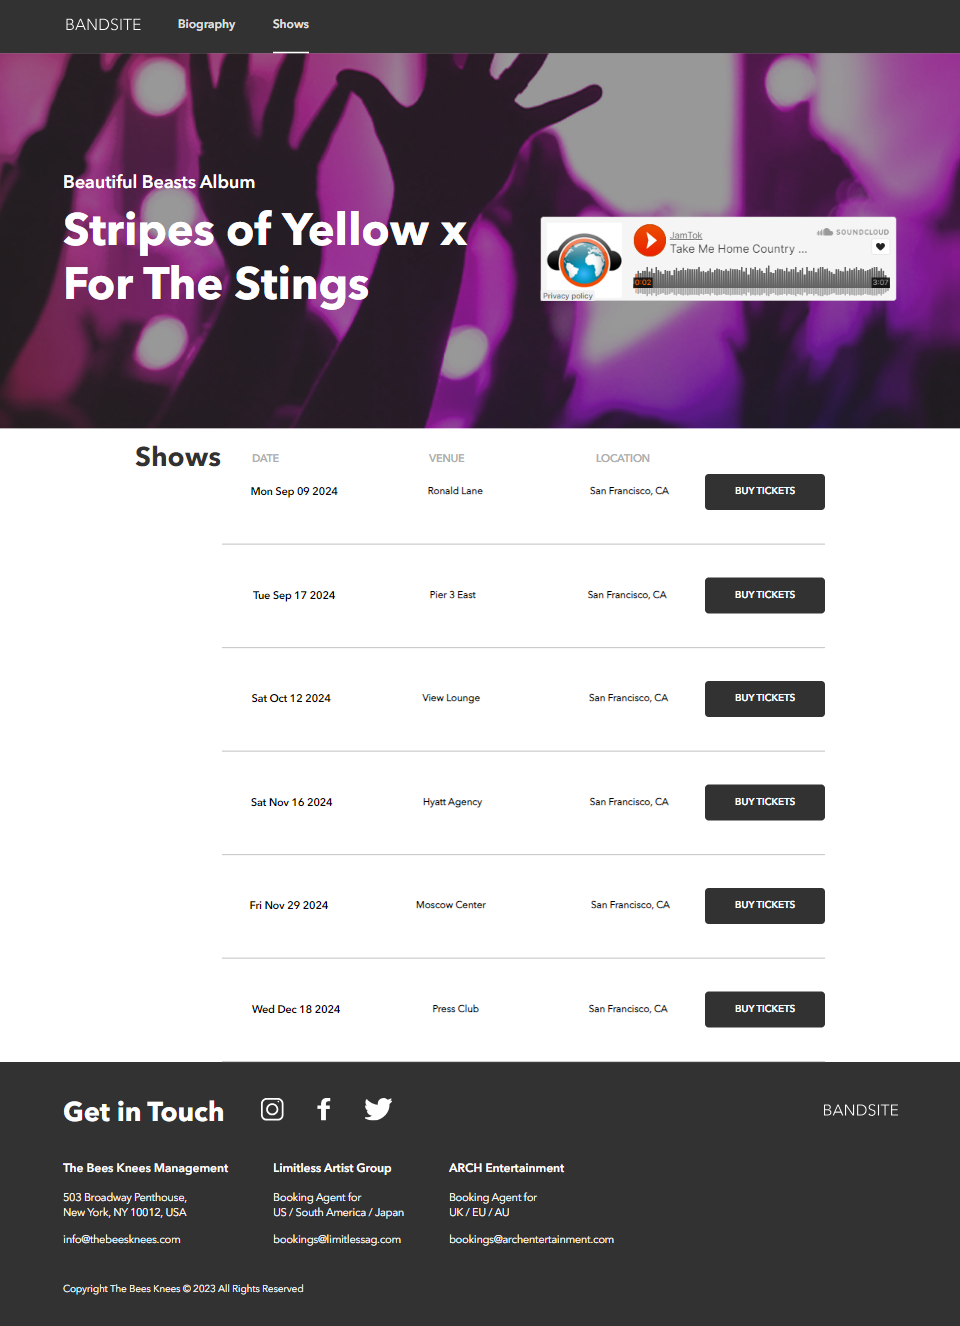 BANDSITE Biography Shows
Beautiful Beasts Album
Stripes of Yellow x
For The Stings
JamTok
SOUNDCLOUD
Take Me Home Country ...
0:02
3:07
Privacy policy
Shows DATE VENUE LOCATION
Mon Sep 09 2024 Ronald Lane San Francisco, CA BUY TICKETS
Tue Sep 17 2024 Pier 3 East San Francisco, CA BUY TICKETS
Sat Oct 12 2024 View Lounge San Francisco, CA BUY TICKETS
Sat Nov 16 2024 Hyatt Agency San Francisco, CA BUY TICKETS
Fri Nov 29 2024 Moscow Center San Francisco, CA BUY TICKETS
Wed Dec 18 2024 Press Club San Francisco, CA BUY TICKETS
Get in Touch BANDSITE
The Bees Knees Management
503 Broadway Penthouse,
New York, NY 10012, USA
info@thebeesknees.com
Limitless Artist Group
Booking Agent for
US / South America / Japan
bookings@limitlessag.com
ARCH Entertainment
Booking Agent for
UK / EU / AU
bookings@archentertainment.com
Copyright The Bees Knees © 2023 All Rights Reserved